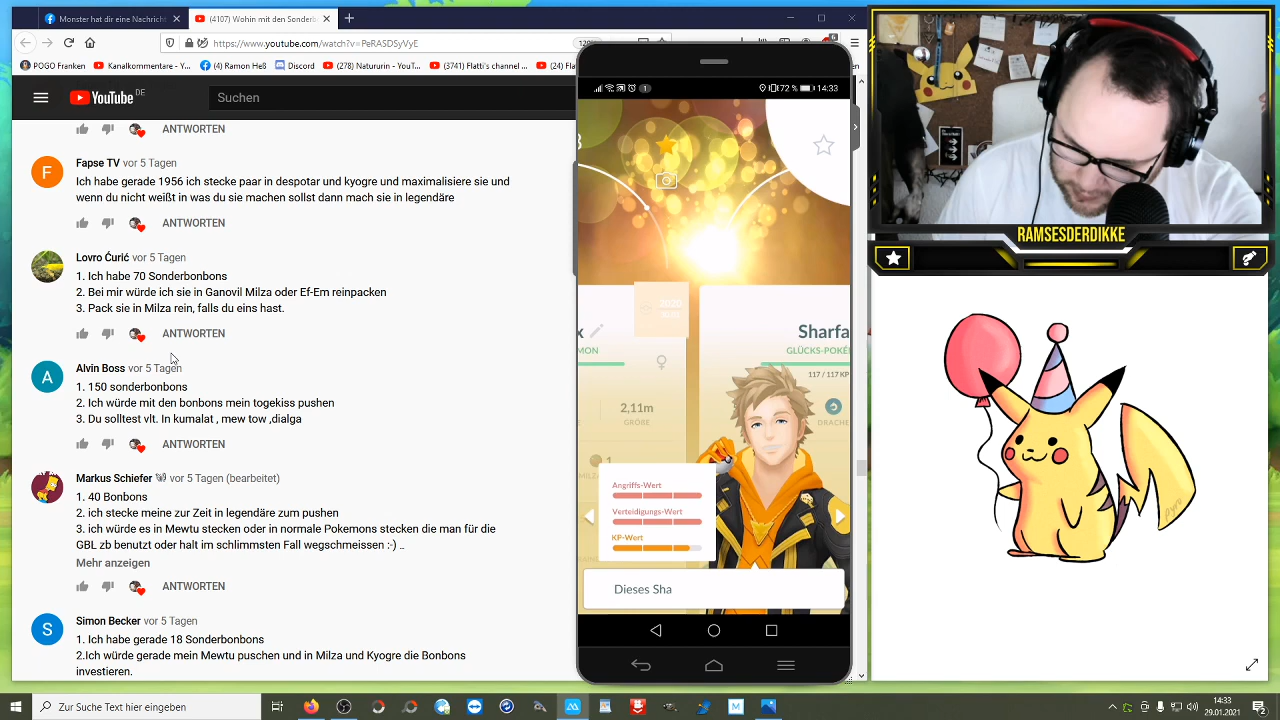 Monster hat dir eine Nachricht
(4107) Wohin mit den Sonderb
https://www.youtube.com/watch?v=PeRASDSyVyE
POGO Franken
Kanalkommentare - Y...
(4) Ramon Heß
Discord
(278) Natururin - YouT...
(3741) Flatti's channel ...
(24) Fl
YouTube DE
Suchen
ANTWORTEN
F
Fapse TV vor 5 Tagen
Ich habe gerade 1956 ich stecke paar in despotar und kyogre und maximalisiere sie und
wenn du nicht weißt in was du sie machen sollst dann mach sie in legendäre
ANTWORTEN
Lovro Ćurić vor 5 Tagen
1. Ich habe 70 Sonderbonbons
2. Bei mir würde ich sie in Ganovil Milza oder Ef-Em reinpacken
3. Pack sie in Milza rein, falls du eins hast.
ANTWORTEN
A
Alvin Boss vor 5 Tagen
1. 150 sonderbonbons
2. Ich würde mit den bonbons mein togekiss pushen
3. Du solltest vlt. In kumalat , mew tow ,dialga
ANTWORTEN
Markus Schiefer vor 5 Tagen (bearbeitet)
1. 40 Bonbons
2. ich stecke meine zur Zeit in legendäre zum pushen
3. ich würde es in Mewtu stecken oder in normale Pokemons stecken die man für die
GBL zb benutzt oder halt im schlimmsten Fall wegschmeissen :-) ..
Mehr anzeigen
ANTWORTEN
S
Simon Becker vor 5 Tagen
1. Ich habe gerade 18 Sonderbonbons
2.Ich würde gerade mein Mewtu puschen und in Milza und Kyogre die Bonbons
investieren.
1
72 % 14:33
x
MON
2,11m
GRÖẞE
1
Sharfa
GLÜCKS-POKÉ
117 / 117 KP
DRACHE
Angriffs-Wert
Verteidigungs-Wert
KP-Wert
Dieses Sha
RAMSESDERDIKKE
Zur Suche Text hier eingeben
14:33
29.01.2021
2